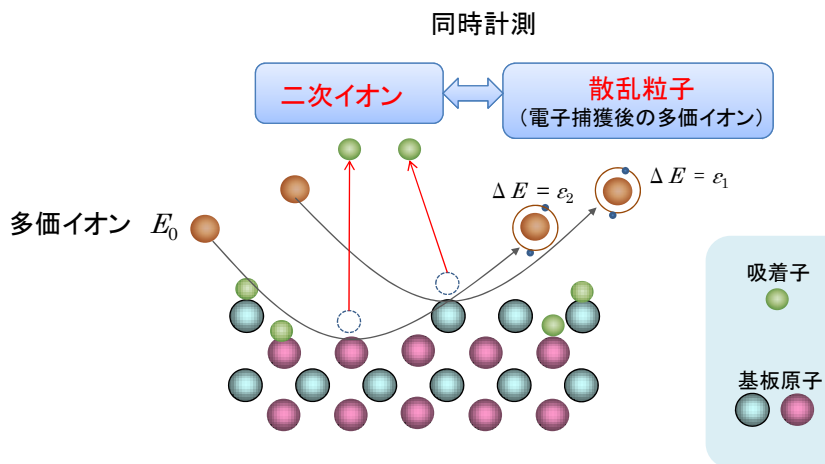 同時計測
二次イオン
散乱粒子
（電子捕獲後の多価イオン）
ΔE = ε₂
ΔE = ε₁
多価イオン E₀
吸着子
基板原子